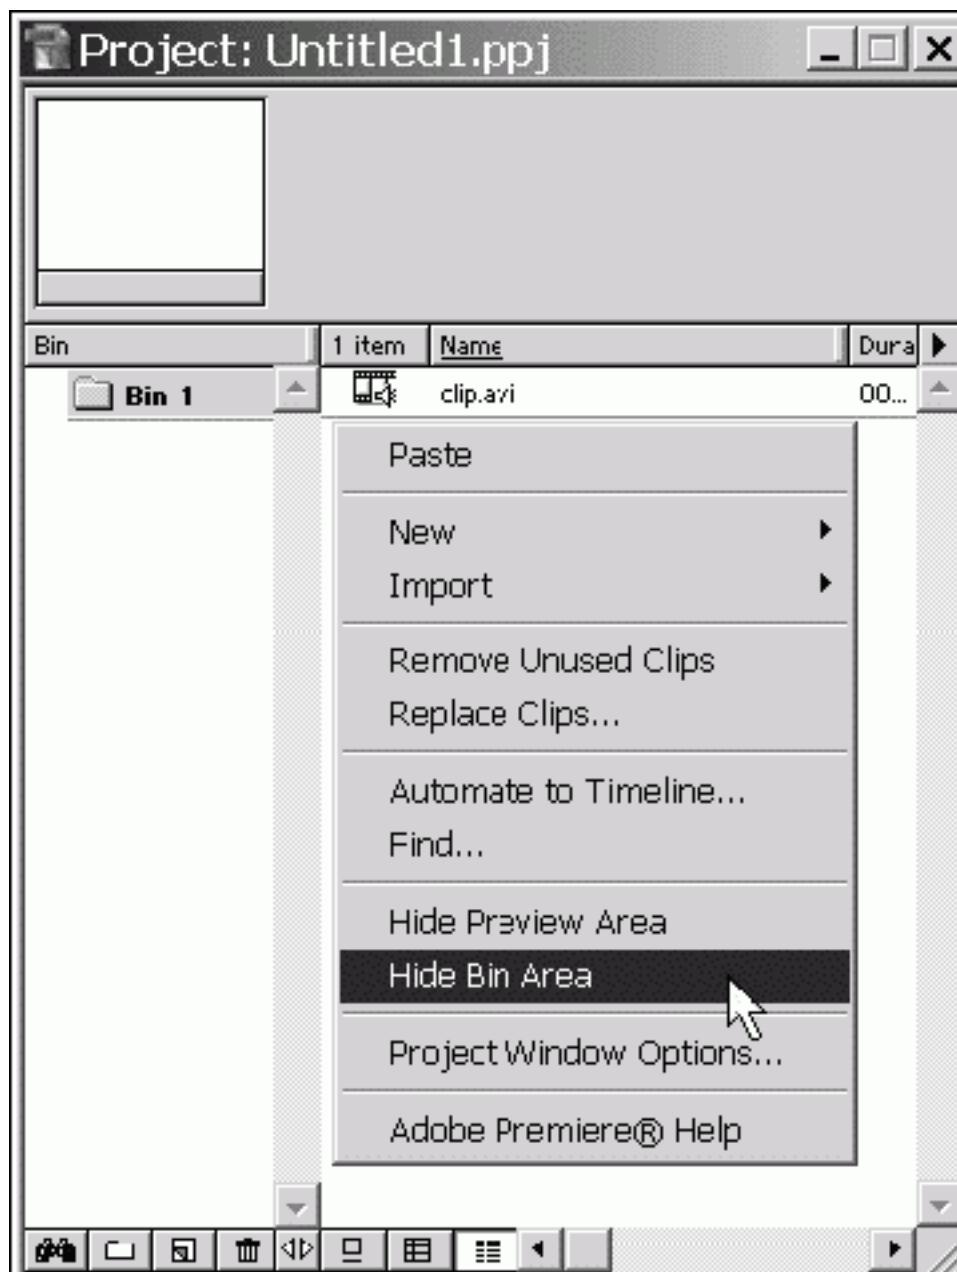 Project: Untitled1.ppj
Bin 1 item Name Dura
Bin 1 clip.avi 00...
Paste
New
Import
Remove Unused Clips
Replace Clips...
Automate to Timeline...
Find...
Hide Preview Area
Hide Bin Area
Project Window Options...
Adobe Premiere® Help